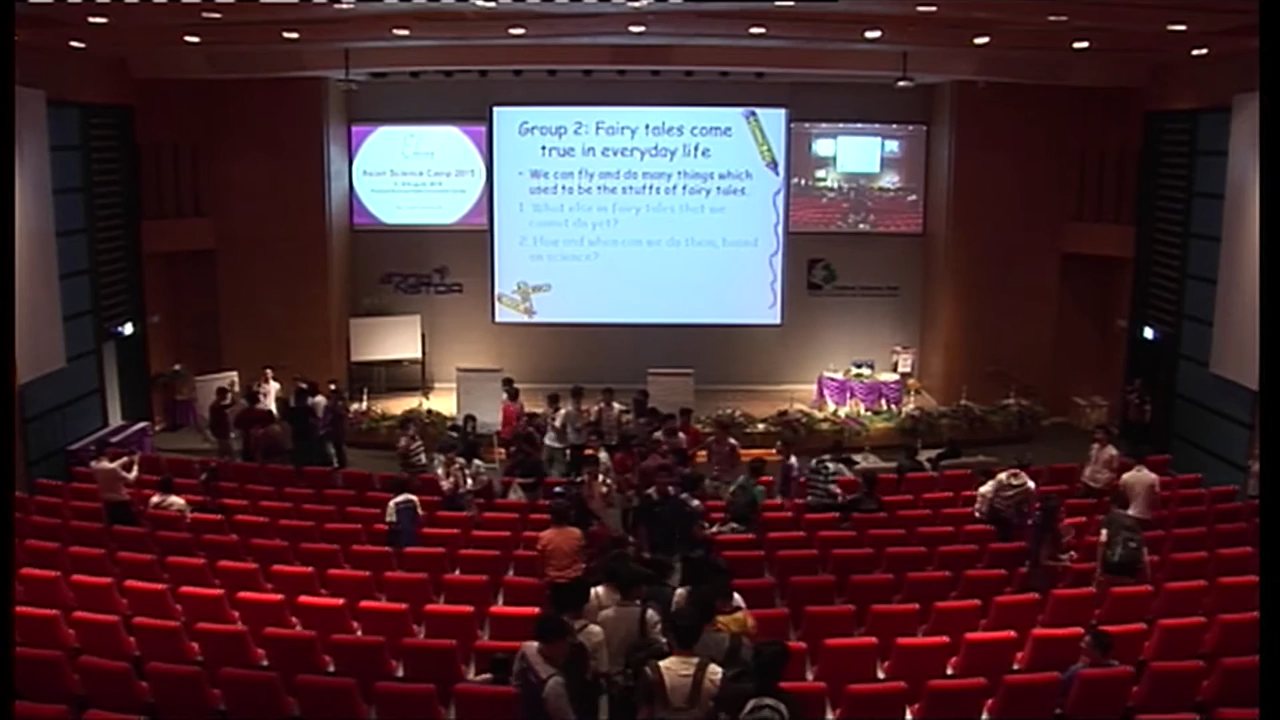 Group 2: Fairy tales come
true in everyday life
• We can fly and do many things which
used to be the stuffs of fairy tales.
1. What else in fairy tales that we
cannot do yet?
2. How and when can we do them, based
on science?
Asian Science Camp 2015